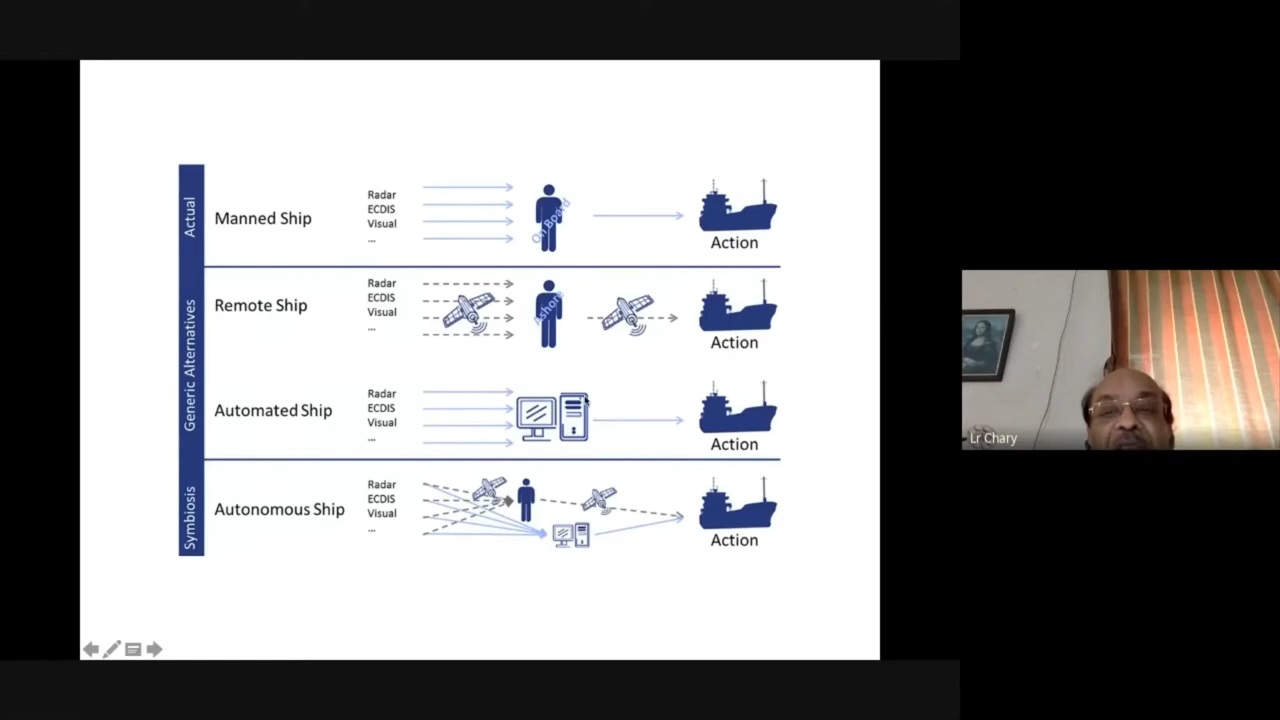 Actual
Manned Ship
Radar
ECDIS
Visual
...
On Board
Action
Generic Alternatives
Remote Ship
Radar
ECDIS
Visual
...
Action
Automated Ship
Radar
ECDIS
Visual
...
Action
Symbiosis
Autonomous Ship
Radar
ECDIS
Visual
...
Action
Lr Chary